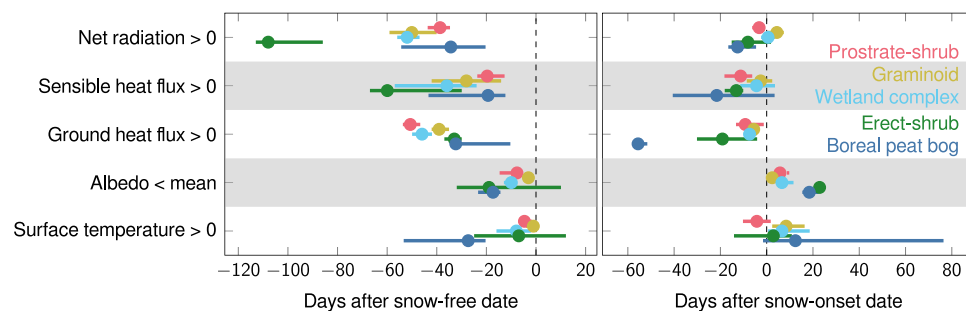 Net radiation > 0
Sensible heat flux > 0
Ground heat flux > 0
Albedo < mean
Surface temperature > 0
Prostrate-shrub
Graminoid
Wetland complex
Erect-shrub
Boreal peat bog
−120 −100 −80 −60 −40 −20 0 20
−60 −40 −20 0 20 40 60 80
Days after snow-free date
Days after snow-onset date